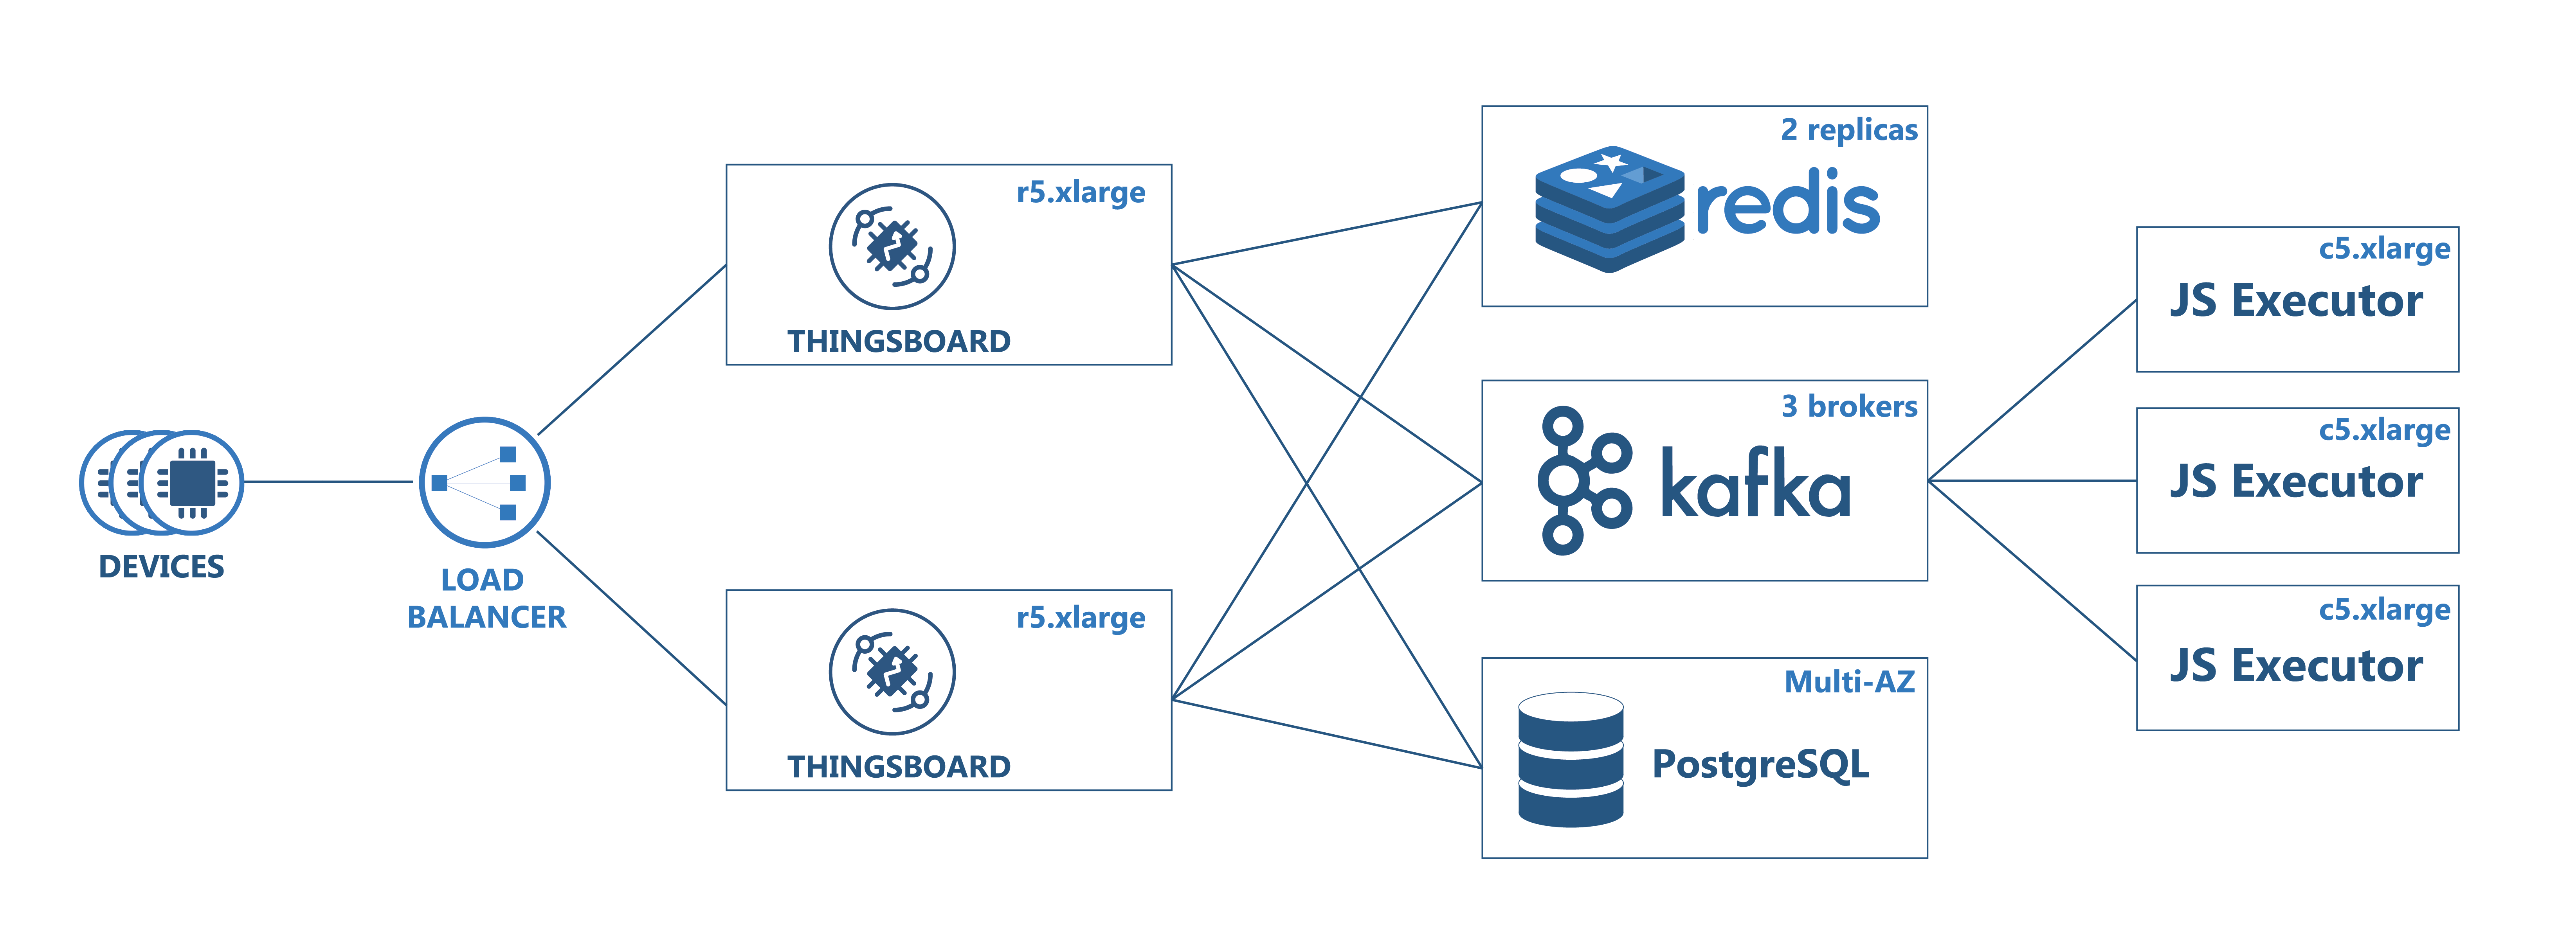 DEVICES
LOAD
BALANCER
r5.xlarge
THINGSBOARD
r5.xlarge
THINGSBOARD
2 replicas
redis
3 brokers
kafka
Multi-AZ
PostgreSQL
c5.xlarge
JS Executor
c5.xlarge
JS Executor
c5.xlarge
JS Executor